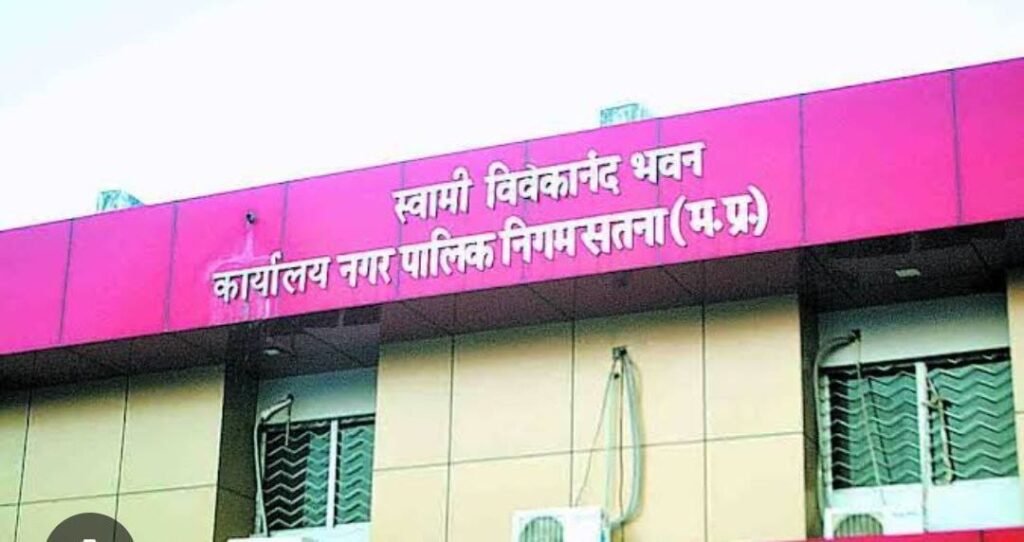 स्वामी विवेकानंद भवन
कार्यालय नगर पालिक निगम सतना (म.प्र.)